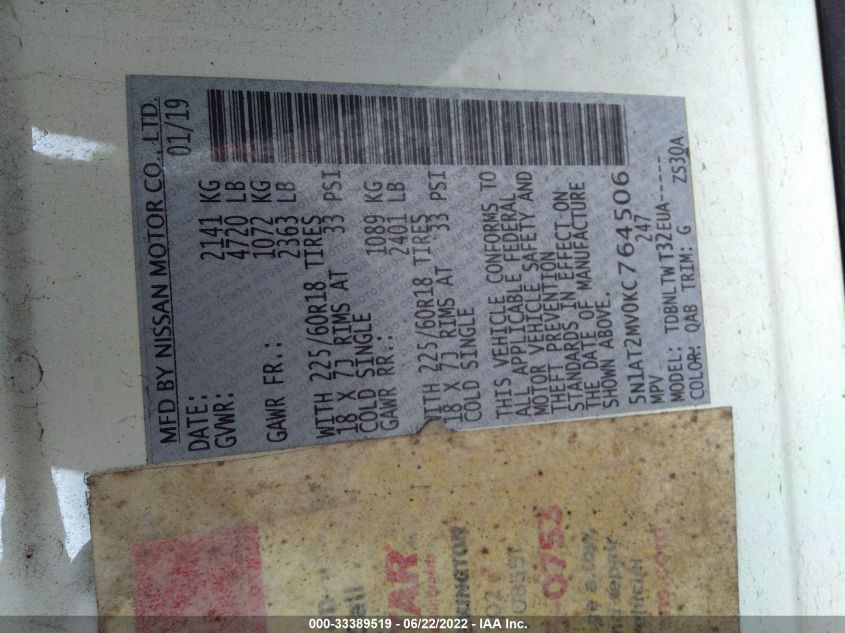 MFD BY NISSAN MOTOR CO.,LTD.
DATE: 01/19
GVWR: 2141 KG
4720 LB
GAWR FR.: 1072 KG
2363 LB
WITH 225/60R18 TIRES
18 X 7J RIMS AT 33 PSI
COLD SINGLE
GAWR RR.: 1089 KG
2401 LB
WITH 225/60R18 TIRES
18 X 7J RIMS AT 33 PSI
COLD SINGLE
THIS VEHICLE CONFORMS TO
ALL APPLICABLE FEDERAL
MOTOR VEHICLE SAFETY AND
THEFT PREVENTION
STANDARDS IN EFFECT ON
THE DATE OF MANUFACTURE
SHOWN ABOVE.
5N1AT2MV0KC764506
MPV 247
MODEL: TDBNLTWT32EUA-----
COLOR: QAB TRIM: G ZS30A
-0753
000-33389519 - 06/22/2022 - IAA Inc.